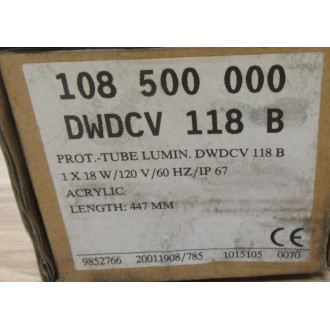 108 500 000
DWDCV 118 B
PROT.-TUBE LUMIN. DWDCV 118 B
1 X 18 W/120 V/60 HZ/IP 67
ACRYLIC
LENGTH: 447 MM
CE
9852766 20011908/785 1015105 0070